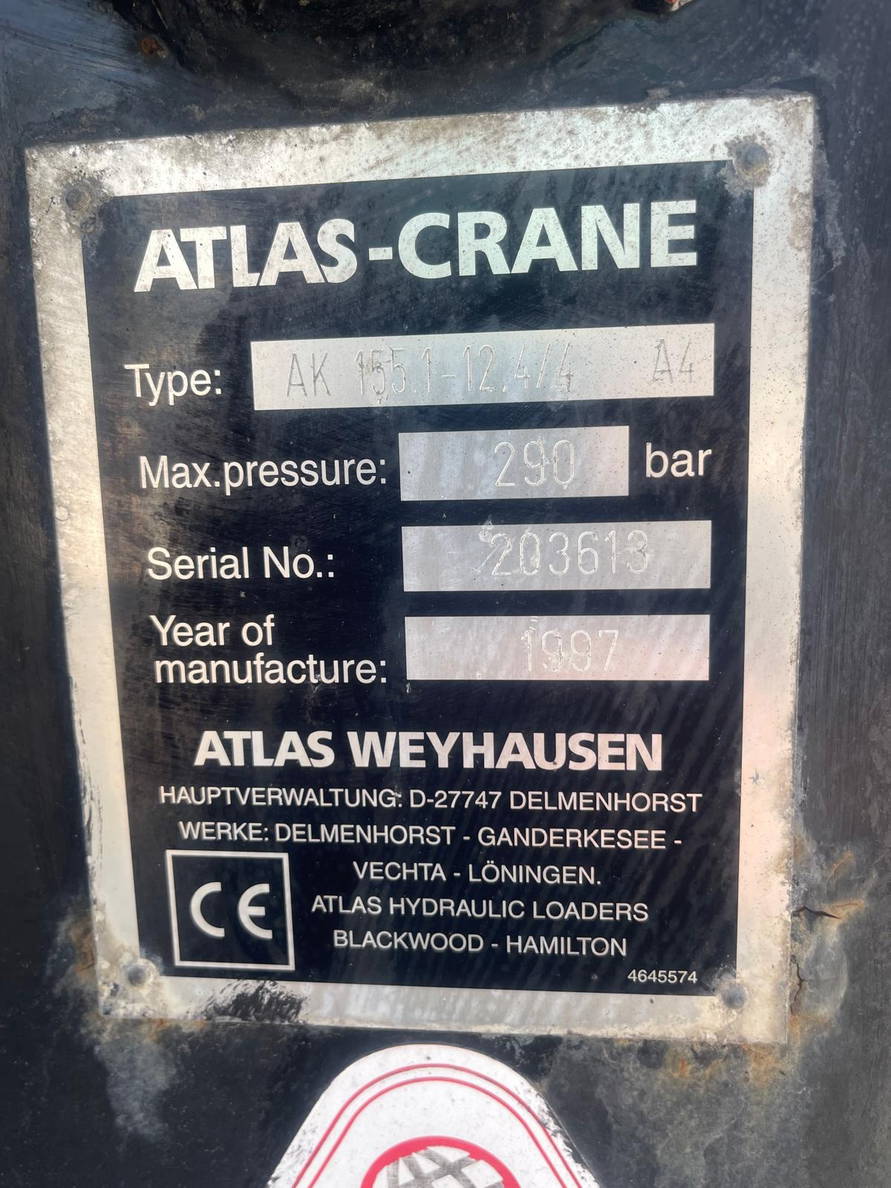 ATLAS-CRANE
Type: AK 155.1-12.4/4 A4
Max.pressure: 290 bar
Serial No.: 203613
Year of
manufacture: 1997
ATLAS WEYHAUSEN
HAUPTVERWALTUNG: D-27747 DELMENHORST
WERKE: DELMENHORST - GANDERKESEE -
VECHTA - LÖNINGEN.
CE
ATLAS HYDRAULIC LOADERS
BLACKWOOD - HAMILTON
4645574